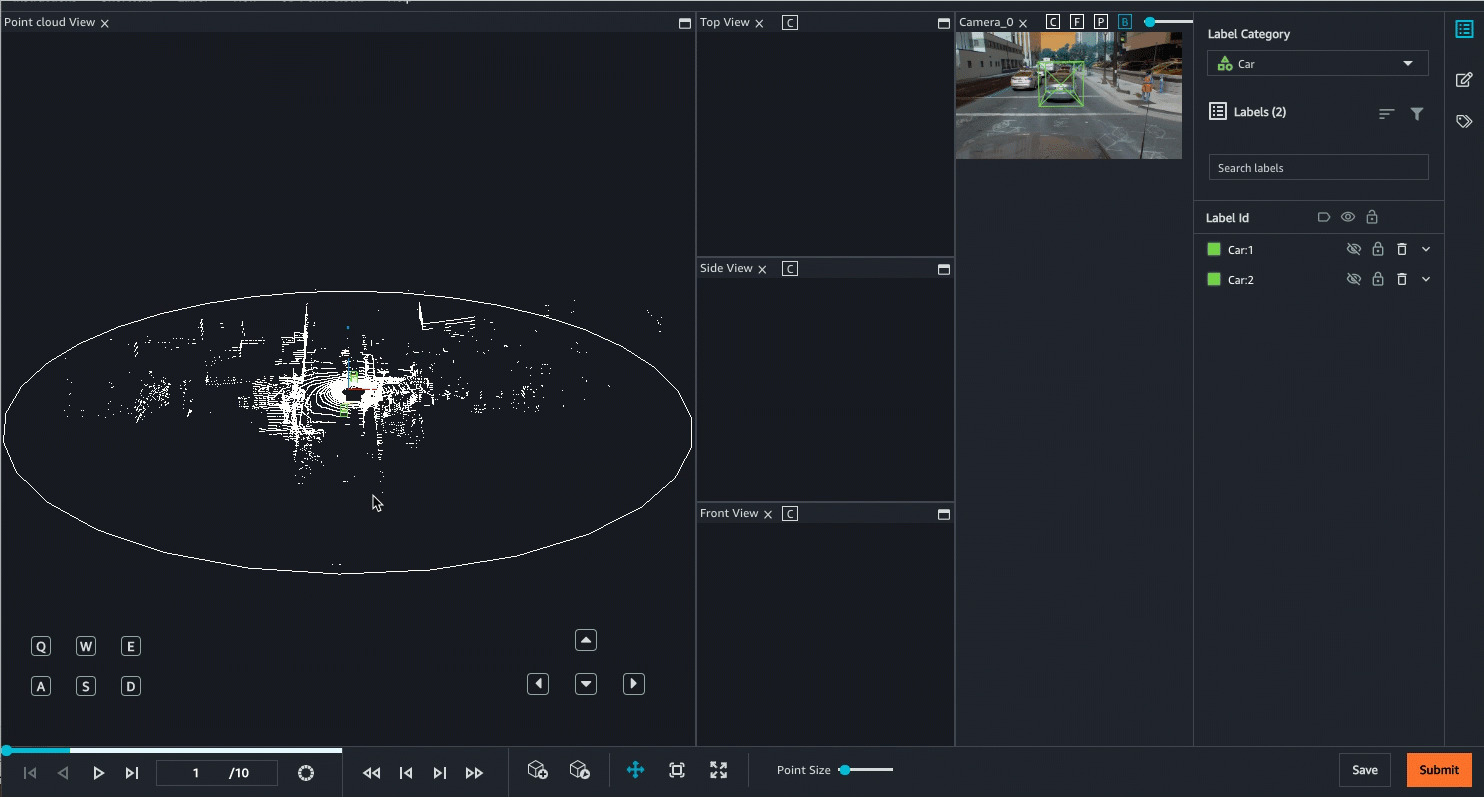 Point cloud View
Top View
C
Camera_0
C F P B
Label Category
Car
Labels (2)
Search labels
Label Id
Car:1
Car:2
Side View
C
Front View
C
Q W E
A S D
1 /10
Point Size
Save
Submit